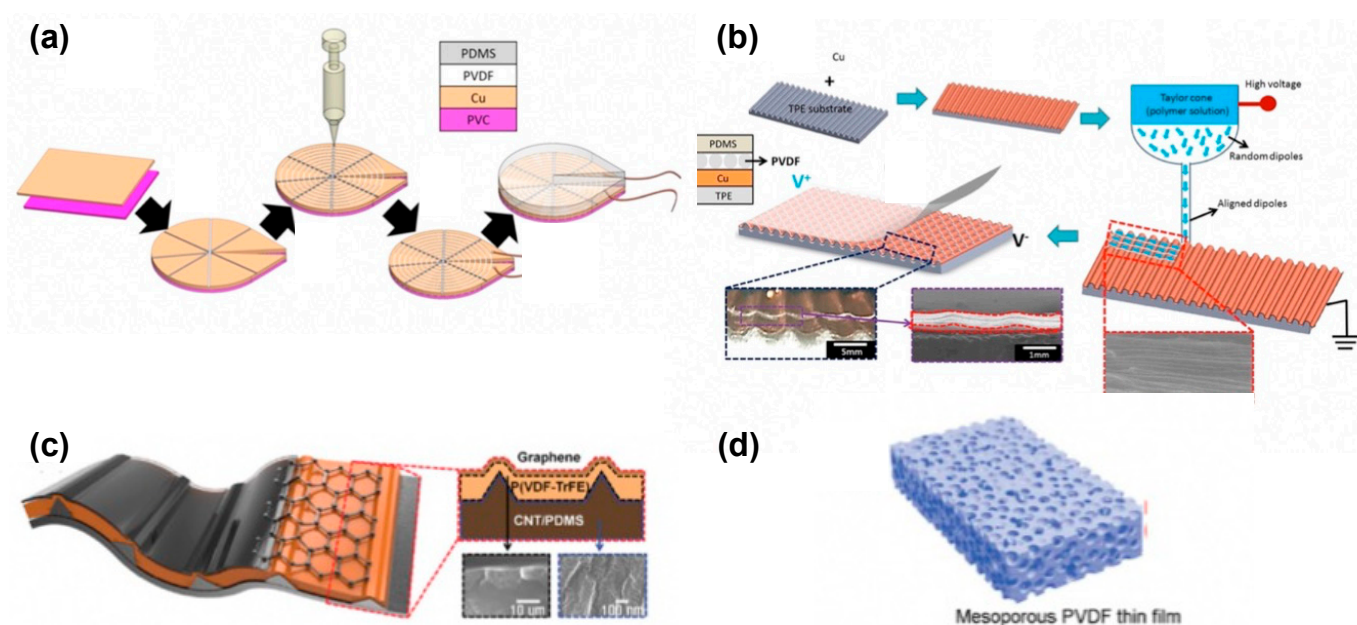 (a)
PDMS
PVDF
Cu
PVC
(b)
Cu
+
TPE substrate
High voltage
Taylor cone
(polymer solution)
Random dipoles
Aligned dipoles
PDMS
PVDF
Cu
TPE
V+
V-
5mm
1mm
(c)
Graphene
P(VDF-TrFE)
CNT/PDMS
10 um
100 nm
(d)
Mesoporous PVDF thin film